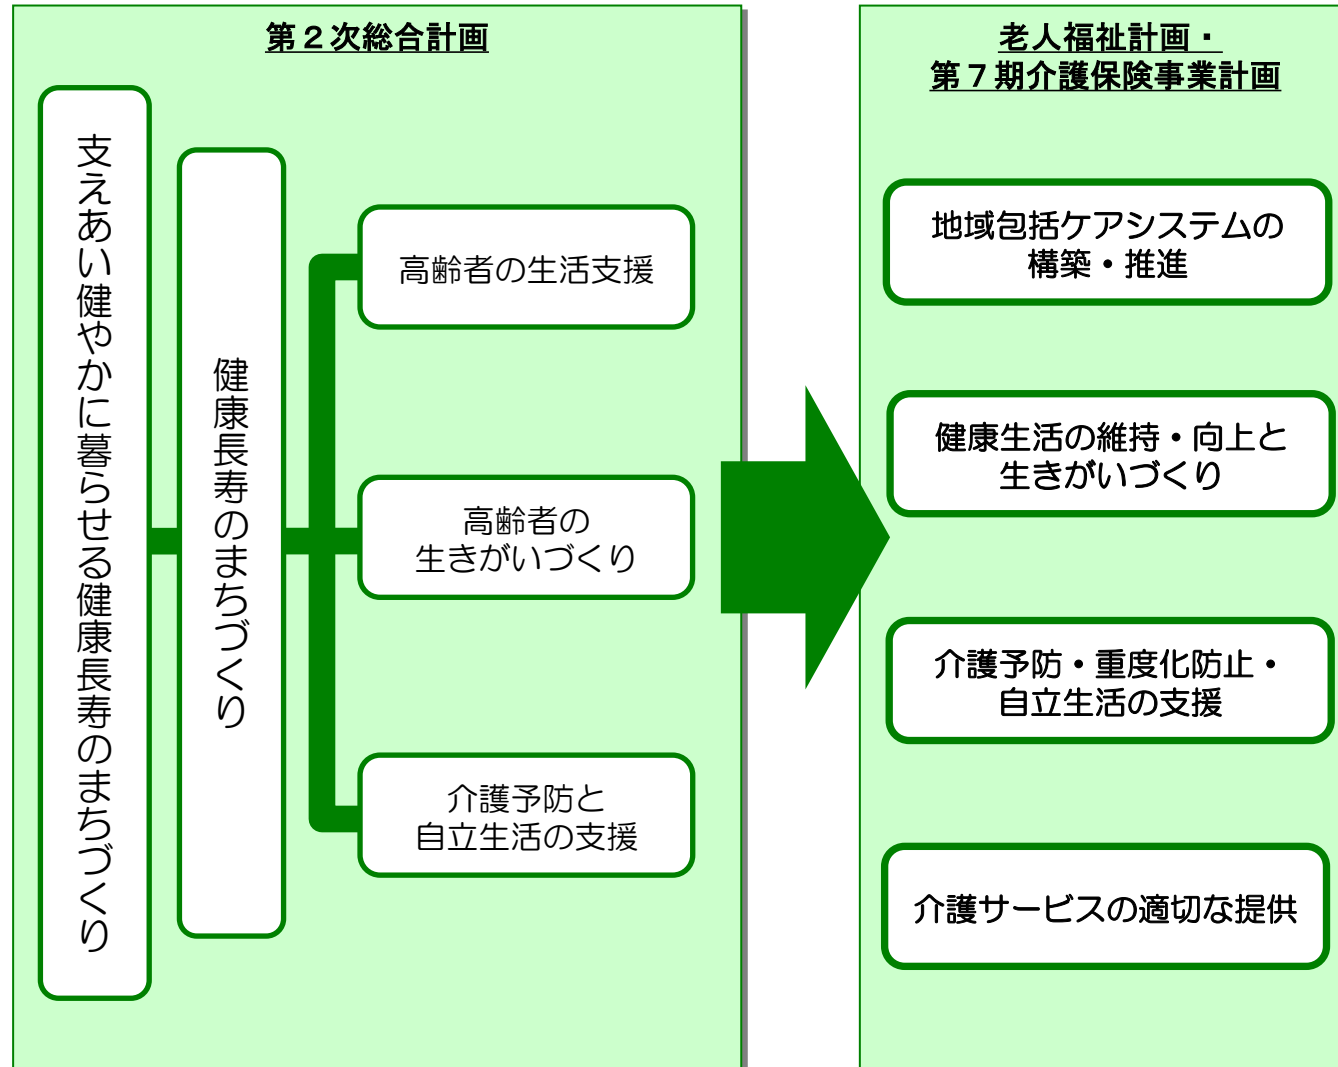 第２次総合計画
支えあい健やかに暮らせる健康長寿のまちづくり
健康長寿のまちづくり
高齢者の生活支援
高齢者の
生きがいづくり
介護予防と
自立生活の支援
老人福祉計画・
第７期介護保険事業計画
地域包括ケアシステムの
構築・推進
健康生活の維持・向上と
生きがいづくり
介護予防・重度化防止・
自立生活の支援
介護サービスの適切な提供